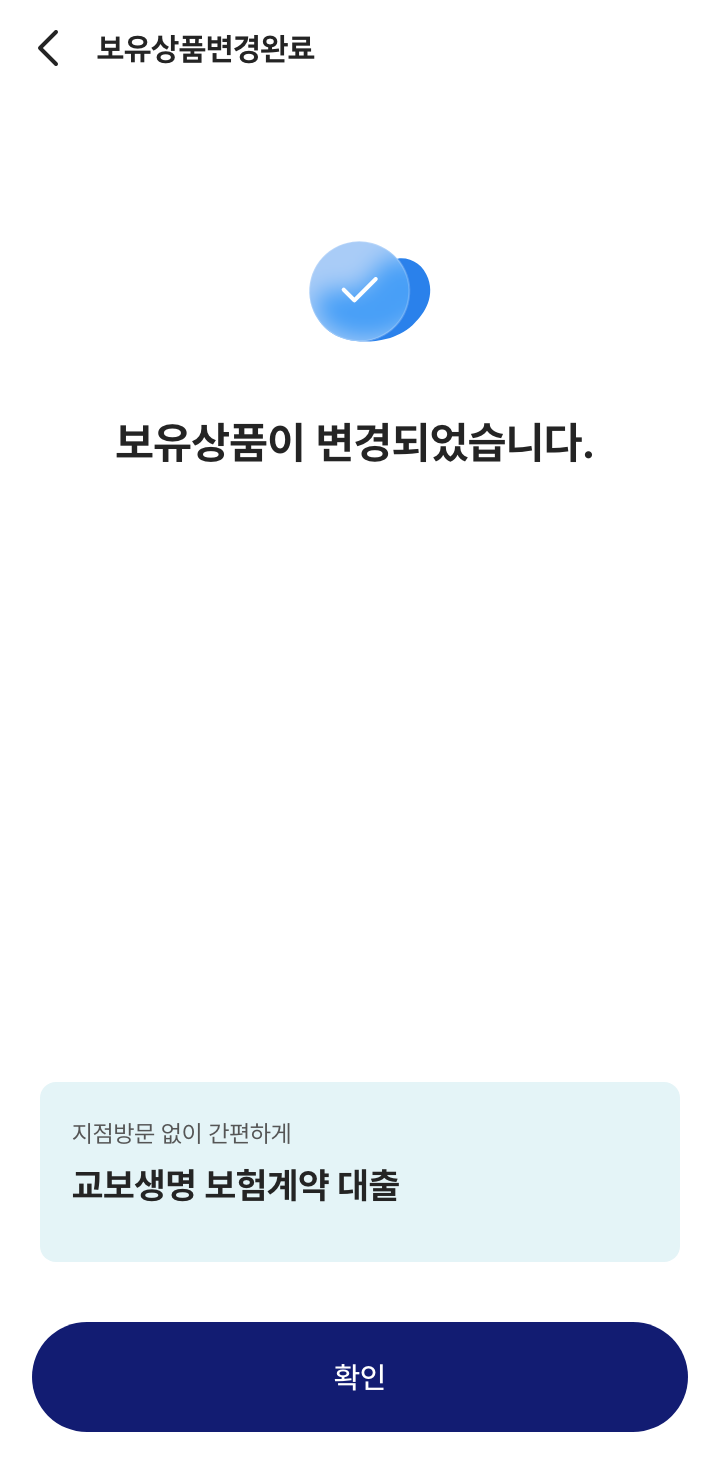 보유상품변경완료
보유상품이 변경되었습니다.
지점방문 없이 간편하게
교보생명 보험계약 대출
확인